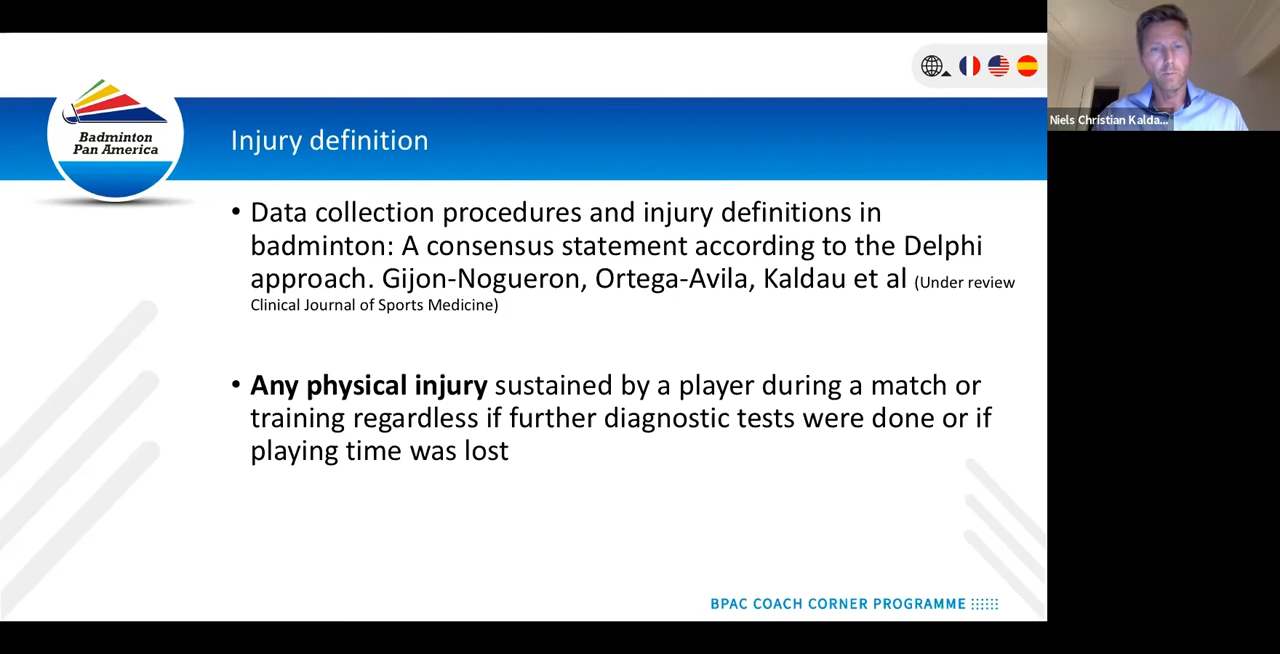 Badminton
Pan America
Injury definition
Niels Christian Kalda...
• Data collection procedures and injury definitions in
badminton: A consensus statement according to the Delphi
approach. Gijon-Nogueron, Ortega-Avila, Kaldau et al (Under review
Clinical Journal of Sports Medicine)
• Any physical injury sustained by a player during a match or
training regardless if further diagnostic tests were done or if
playing time was lost
BPAC COACH CORNER PROGRAMME